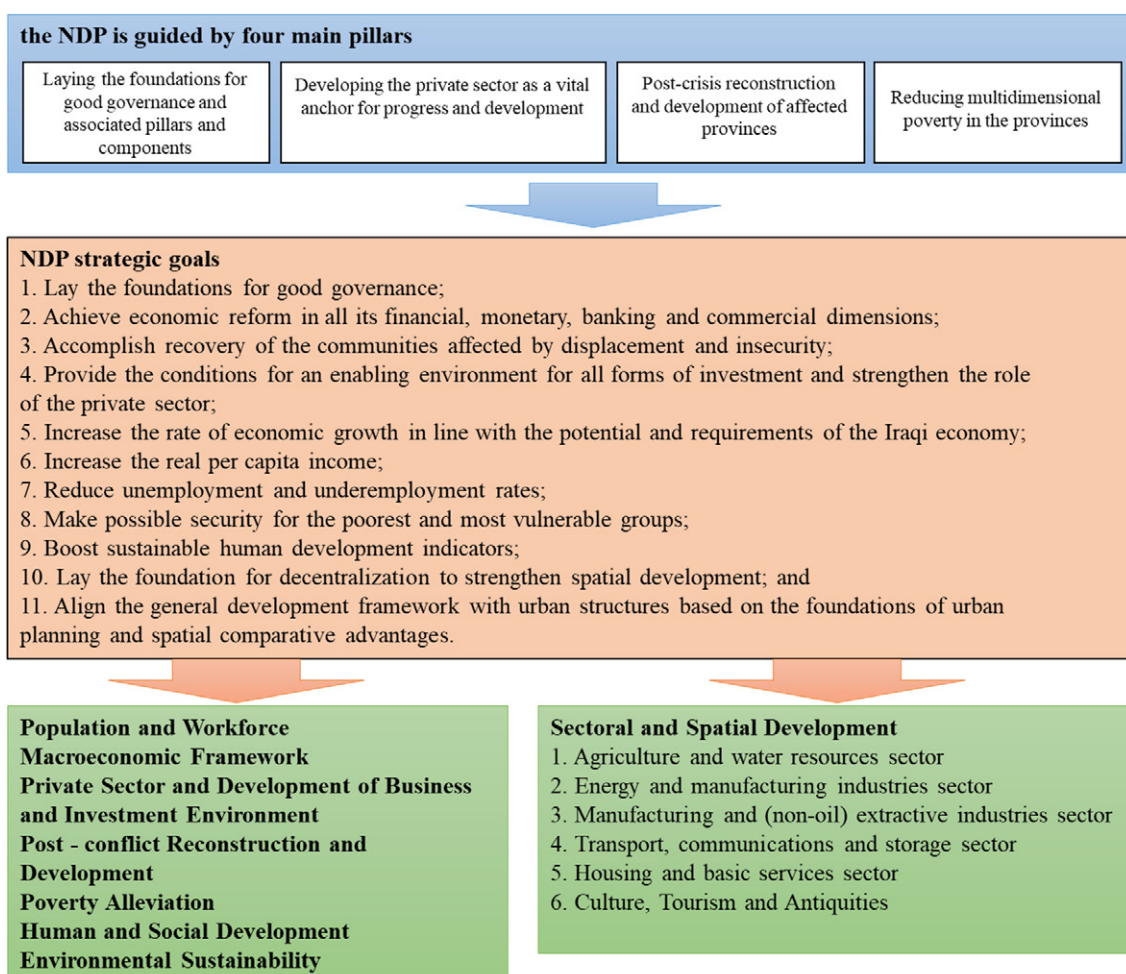 the NDP is guided by four main pillars
Laying the foundations for
good governance and
associated pillars and
components
Developing the private sector as a vital
anchor for progress and development
Post-crisis reconstruction
and development of affected
provinces
Reducing multidimensional
poverty in the provinces
NDP strategic goals
1. Lay the foundations for good governance;
2. Achieve economic reform in all its financial, monetary, banking and commercial dimensions;
3. Accomplish recovery of the communities affected by displacement and insecurity;
4. Provide the conditions for an enabling environment for all forms of investment and strengthen the role
of the private sector;
5. Increase the rate of economic growth in line with the potential and requirements of the Iraqi economy;
6. Increase the real per capita income;
7. Reduce unemployment and underemployment rates;
8. Make possible security for the poorest and most vulnerable groups;
9. Boost sustainable human development indicators;
10. Lay the foundation for decentralization to strengthen spatial development; and
11. Align the general development framework with urban structures based on the foundations of urban
planning and spatial comparative advantages.
Population and Workforce
Macroeconomic Framework
Private Sector and Development of Business
and Investment Environment
Post - conflict Reconstruction and
Development
Poverty Alleviation
Human and Social Development
Environmental Sustainability
Sectoral and Spatial Development
1. Agriculture and water resources sector
2. Energy and manufacturing industries sector
3. Manufacturing and (non-oil) extractive industries sector
4. Transport, communications and storage sector
5. Housing and basic services sector
6. Culture, Tourism and Antiquities